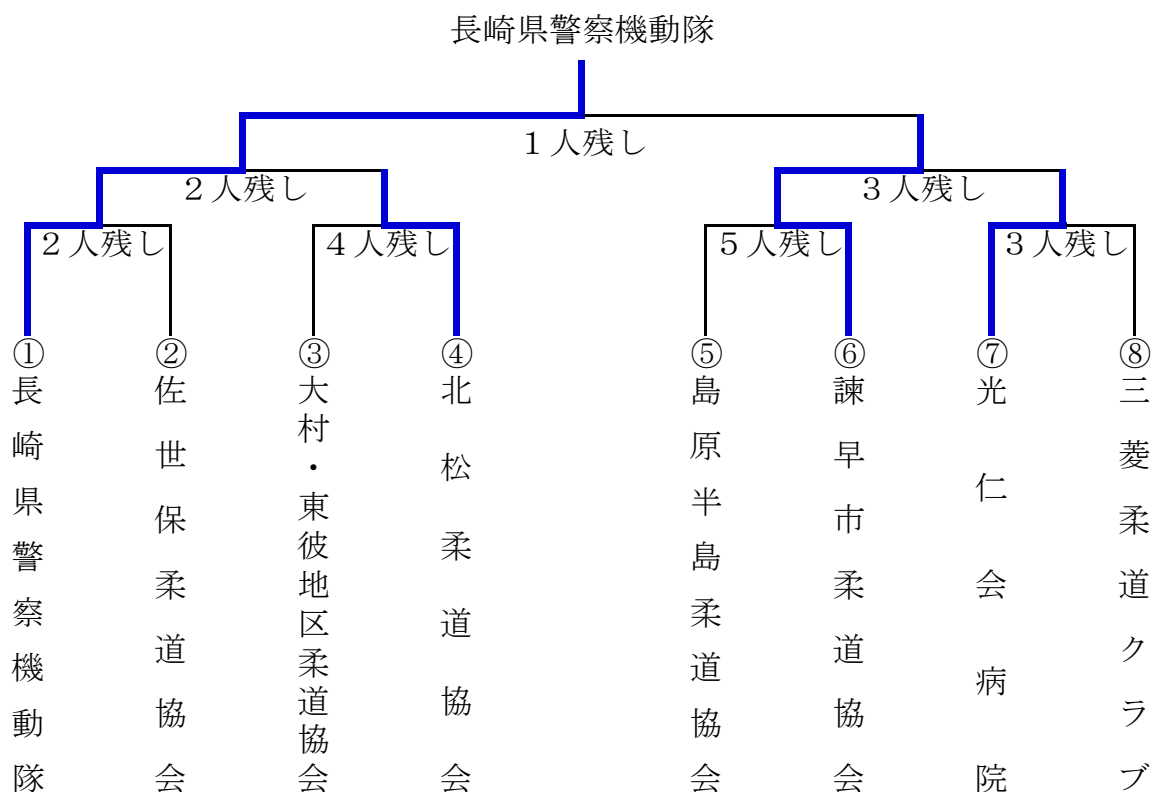 長崎県警察機動隊
１人残し
２人残し
３人残し
２人残し
４人残し
５人残し
３人残し
①
②
③
④
⑤
⑥
⑦
⑧
長崎県警察機動隊
佐世保柔道協会
大村・東彼地区柔道協会
北松柔道協会
島原半島柔道協会
諫早市柔道協会
光仁会病院
三菱柔道クラブ